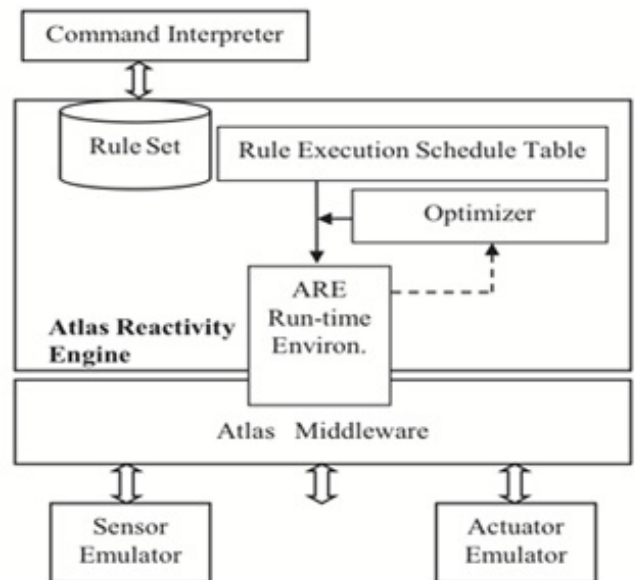 Command Interpreter
Rule Set
Rule Execution Schedule Table
Optimizer
ARE
Run-time
Environ.
Atlas Reactivity
Engine
Atlas Middleware
Sensor
Emulator
Actuator
Emulator